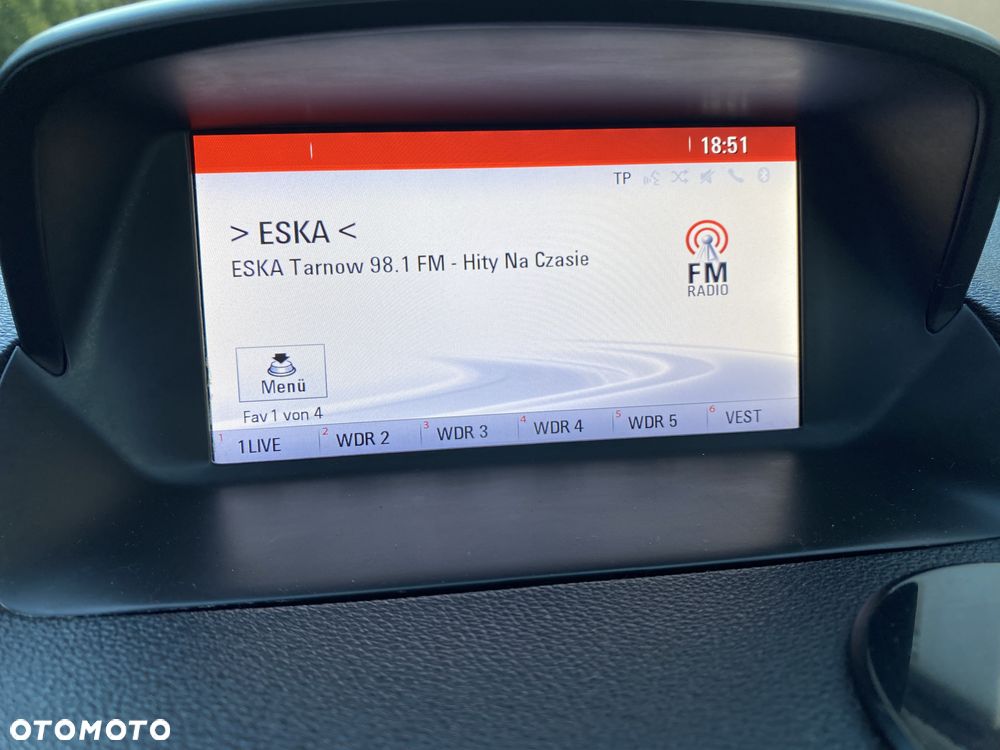 18:51
TP
> ESKA <
ESKA Tarnow 98.1 FM - Hity Na Czasie
FM
RADIO
Menü
Fav 1 von 4
1 1LIVE 2 WDR 2 3 WDR 3 4 WDR 4 5 WDR 5 6 VEST
OTOMOTO